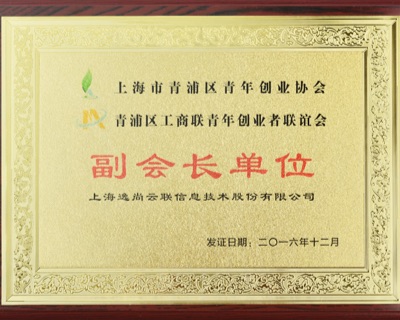 上海市青浦区青年创业协会
青浦区工商联青年创业者联谊会
副会长单位
上海逸尚云联信息技术股份有限公司
发证日期：二〇一六年十二月